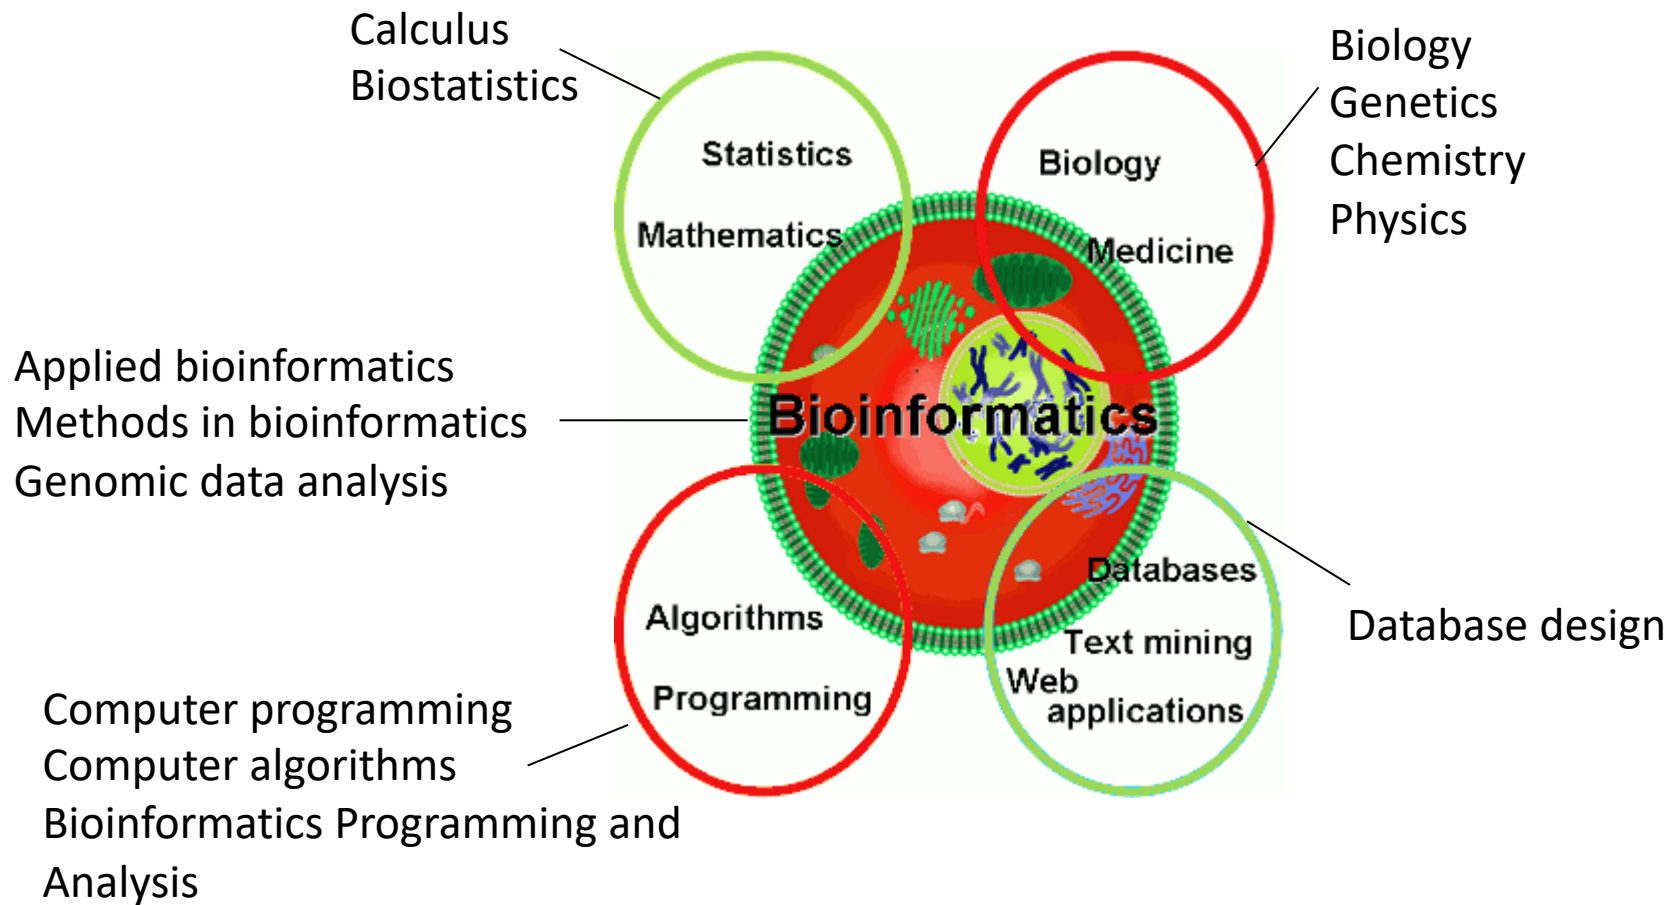 Calculus
Biostatistics
Biology
Genetics
Chemistry
Physics
Statistics
Mathematics
Biology
Medicine
Applied bioinformatics
Methods in bioinformatics
Genomic data analysis
Bioinformatics
Algorithms
Programming
Databases
Text mining
Web
applications
Database design
Computer programming
Computer algorithms
Bioinformatics Programming and
Analysis